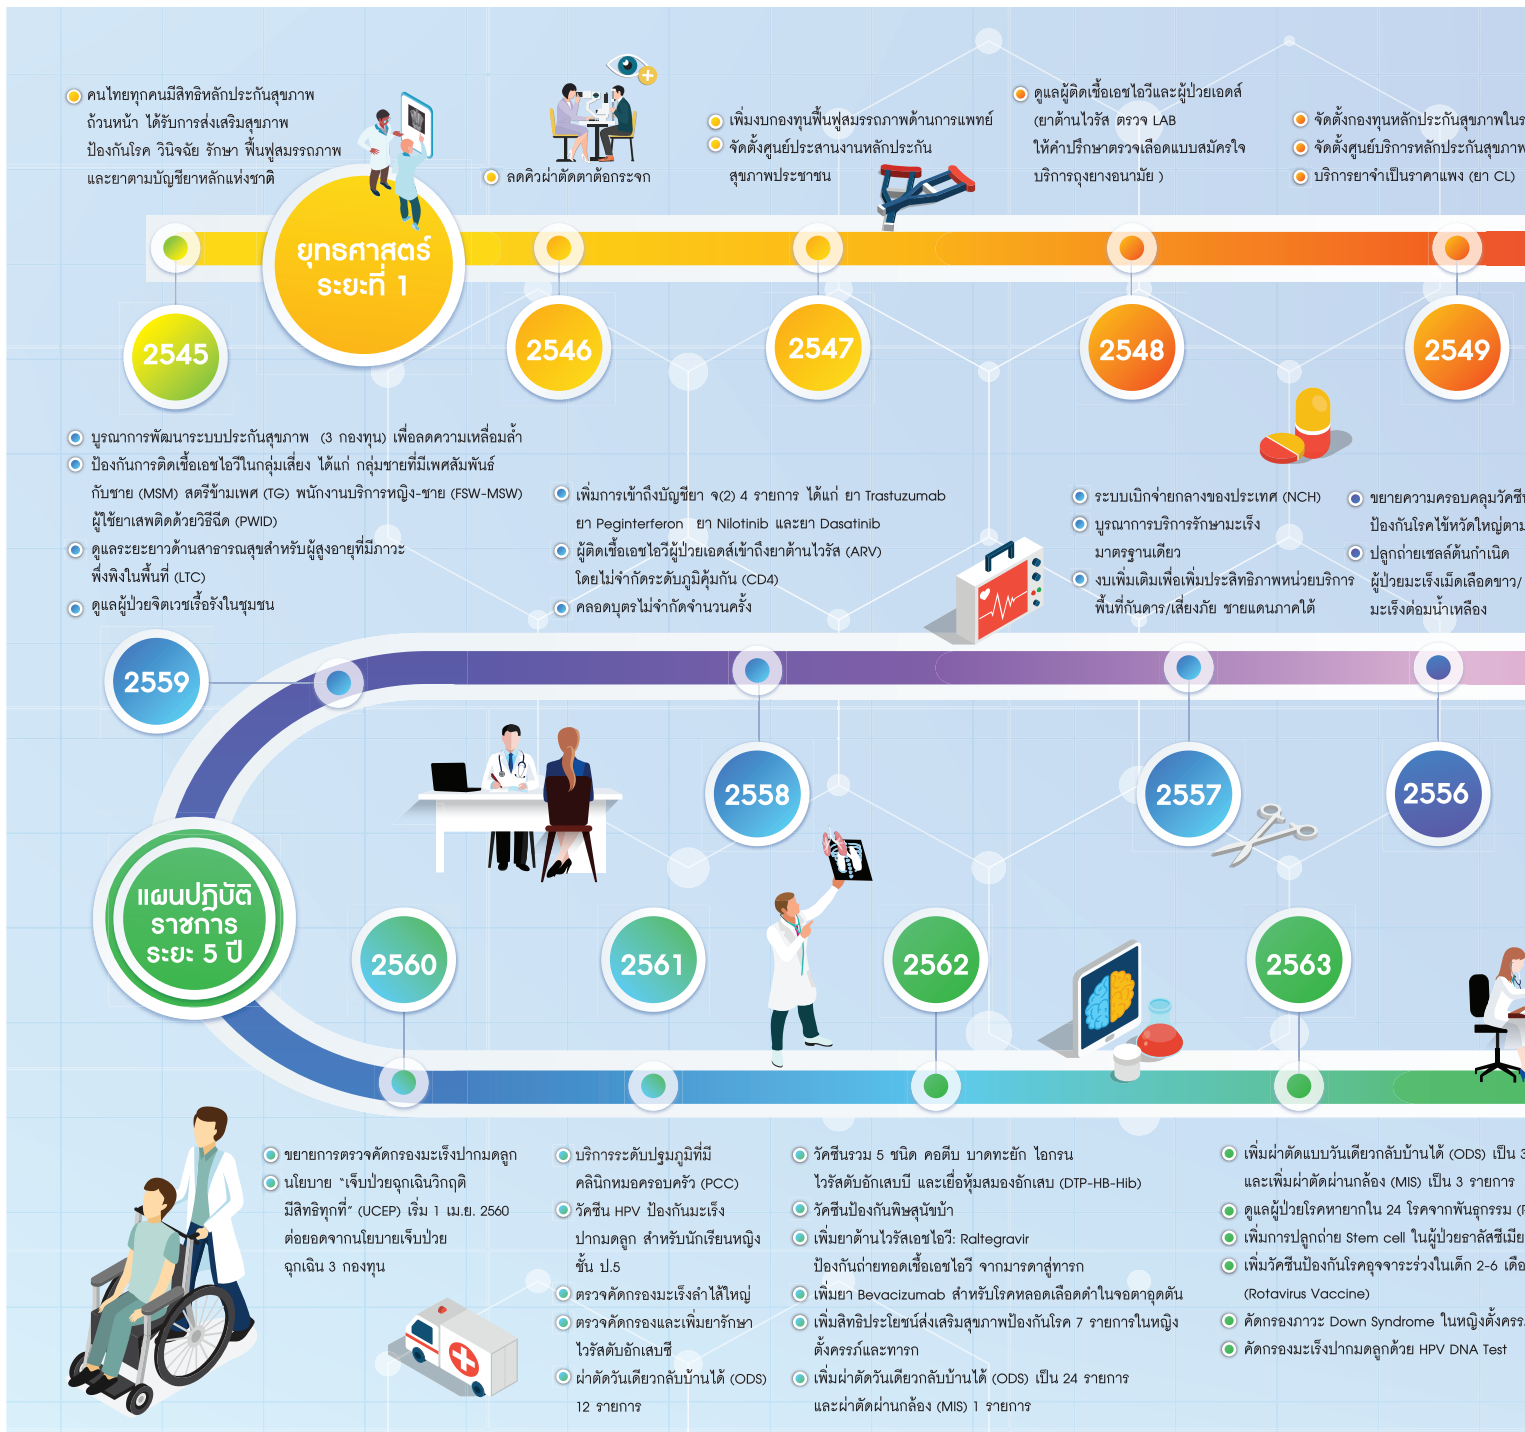 คนไทยทุกคนมีสิทธิหลักประกันสุขภาพ
ถ้วนหน้า ได้รับการส่งเสริมสุขภาพ
ป้องกันโรค วินิจฉัย รักษา ฟื้นฟูสมรรถภาพ
และยาตามบัญชียาหลักแห่งชาติ
ลดคิวผ่าตัดตาต้อกระจก
เพิ่มงบกองทุนฟื้นฟูสมรรถภาพด้านการแพทย์
จัดตั้งศูนย์ประสานงานหลักประกัน
สุขภาพประชาชน
ดูแลผู้ติดเชื้อเอชไอวีและผู้ป่วยเอดส์
(ยาต้านไวรัส ตรวจ LAB
ให้คำปรึกษาตรวจเลือดแบบสมัครใจ
บริการถุงยางอนามัย )
จัดตั้งกองทุนหลักประกันสุขภาพในร
จัดตั้งศูนย์บริการหลักประกันสุขภาพ
บริการยาจำเป็นราคาแพง (ยา CL)
ยุทธศาสตร์
ระยะที่ 1
2545
2546
2547
2548
2549
บูรณาการพัฒนาระบบประกันสุขภาพ (3 กองทุน) เพื่อลดความเหลื่อมล้ำ
ป้องกันการติดเชื้อเอชไอวีในกลุ่มเสี่ยง ได้แก่ กลุ่มชายที่มีเพศสัมพันธ์
กับชาย (MSM) สตรีข้ามเพศ (TG) พนักงานบริการหญิง-ชาย (FSW-MSW)
ผู้ใช้ยาเสพติดด้วยวิธีฉีด (PWID)
ดูแลระยะยาวด้านสาธารณสุขสำหรับผู้สูงอายุที่มีภาวะ
พึ่งพิงในพื้นที่ (LTC)
ดูแลผู้ป่วยจิตเวชเรื้อรังในชุมชน
เพิ่มการเข้าถึงบัญชียา จ(2) 4 รายการ ได้แก่ ยา Trastuzumab
ยา Peginterferon ยา Nilotinib และยา Dasatinib
ผู้ติดเชื้อเอชไอวีผู้ป่วยเอดส์เข้าถึงยาต้านไวรัส (ARV)
โดยไม่จำกัดระดับภูมิคุ้มกัน (CD4)
คลอดบุตรไม่จำกัดจำนวนครั้ง
ระบบเบิกจ่ายกลางของประเทศ (NCH)
บูรณาการบริการรักษามะเร็ง
มาตรฐานเดียว
งบเพิ่มเติมเพื่อเพิ่มประสิทธิภาพหน่วยบริการ
พื้นที่กันดาร/เสี่ยงภัย ชายแดนภาคใต้
ขยายความครอบคลุมวัคซีน
ป้องกันโรคไข้หวัดใหญ่ตาม
ปลูกถ่ายเซลล์ต้นกำเนิด
ผู้ป่วยมะเร็งเม็ดเลือดขาว/
มะเร็งต่อมน้ำเหลือง
2559
2558
2557
2556
แผนปฏิบัติ
ราชการ
ระยะ 5 ปี
2560
2561
2562
2563
ขยายการตรวจคัดกรองมะเร็งปากมดลูก
นโยบาย “เจ็บป่วยฉุกเฉินวิกฤติ
มีสิทธิทุกที่” (UCEP) เริ่ม 1 เม.ย. 2560
ต่อยอดจากนโยบายเจ็บป่วย
ฉุกเฉิน 3 กองทุน
บริการระดับปฐมภูมิที่มี
คลินิกหมอครอบครัว (PCC)
วัคซีน HPV ป้องกันมะเร็ง
ปากมดลูก สำหรับนักเรียนหญิง
ชั้น ป.5
ตรวจคัดกรองมะเร็งลำไส้ใหญ่
ตรวจคัดกรองและเพิ่มยารักษา
ไวรัสตับอักเสบซี
ผ่าตัดวันเดียวกลับบ้านได้ (ODS)
12 รายการ
วัคซีนรวม 5 ชนิด คอตีบ บาดทะยัก ไอกรน
ไวรัสตับอักเสบบี และเยื่อหุ้มสมองอักเสบ (DTP-HB-Hib)
วัคซีนป้องกันพิษสุนัขบ้า
เพิ่มยาต้านไวรัสเอชไอวี: Raltegravir
ป้องกันถ่ายทอดเชื้อเอชไอวี จากมารดาสู่ทารก
เพิ่มยา Bevacizumab สำหรับโรคหลอดเลือดดำในจอตาอุดตัน
เพิ่มสิทธิประโยชน์ส่งเสริมสุขภาพป้องกันโรค 7 รายการในหญิง
ตั้งครรภ์และทารก
เพิ่มผ่าตัดวันเดียวกลับบ้านได้ (ODS) เป็น 24 รายการ
และผ่าตัดผ่านกล้อง (MIS) 1 รายการ
เพิ่มผ่าตัดแบบวันเดียวกลับบ้านได้ (ODS) เป็น 3
และเพิ่มผ่าตัดผ่านกล้อง (MIS) เป็น 3 รายการ
ดูแลผู้ป่วยโรคหายากใน 24 โรคจากพันธุกรรม (R
เพิ่มการปลูกถ่าย Stem cell ในผู้ป่วยธาลัสซีเมีย
เพิ่มวัคซีนป้องกันโรคอุจจาระร่วงในเด็ก 2-6 เดือ
(Rotavirus Vaccine)
คัดกรองภาวะ Down Syndrome ในหญิงตั้งครร
คัดกรองมะเร็งปากมดลูกด้วย HPV DNA Test